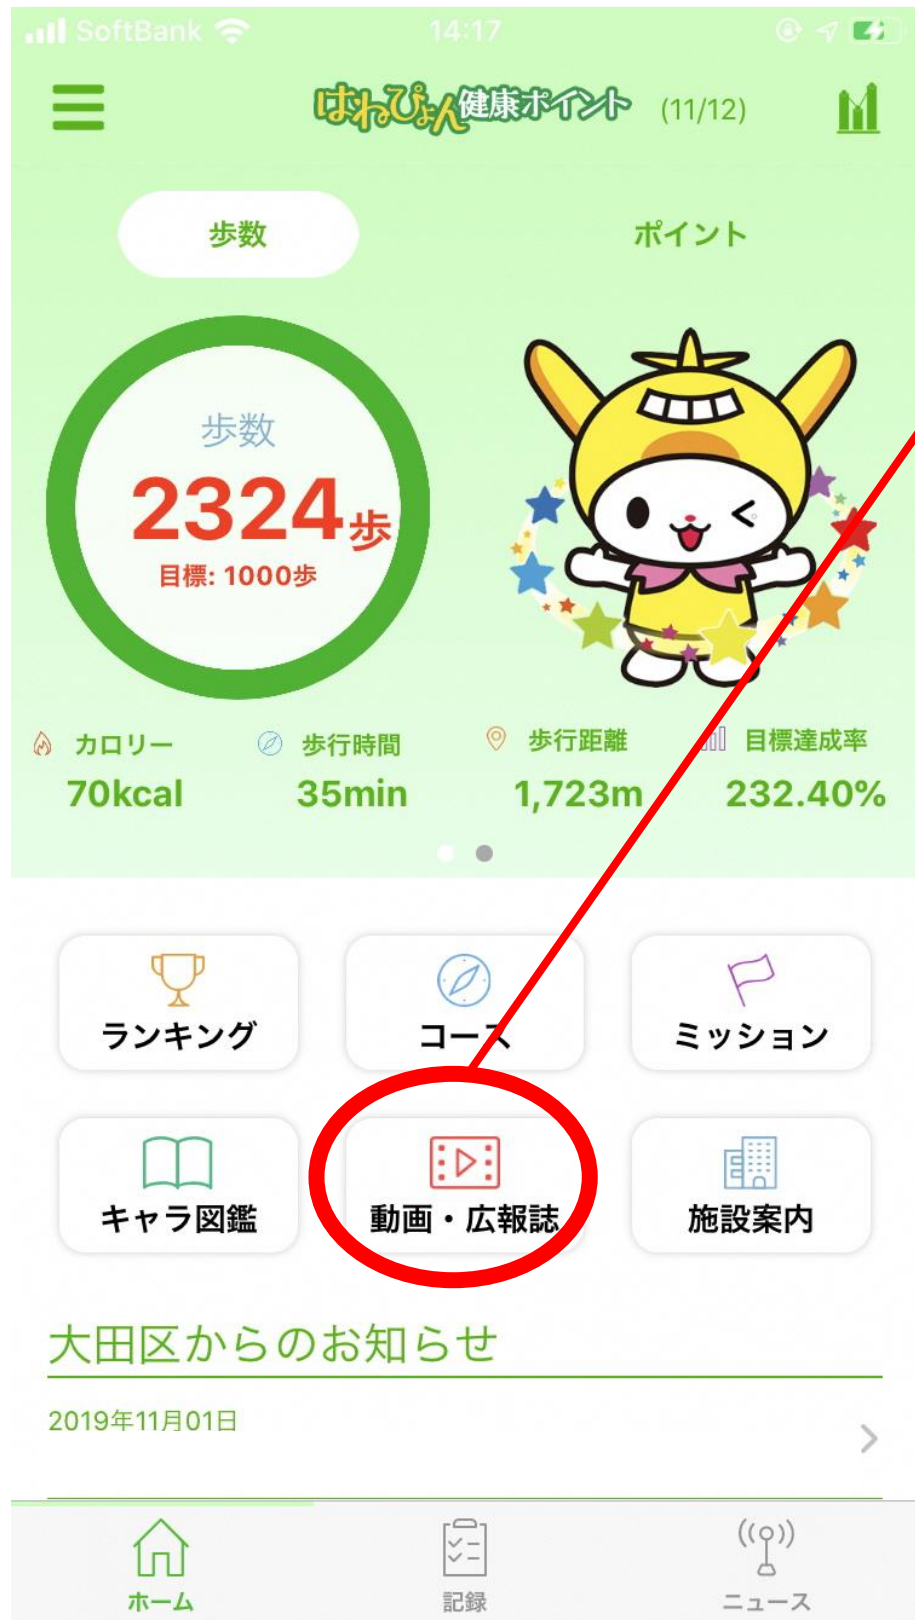 SoftBank 14:17
はねぴょん健康ポイント (11/12)
歩数 ポイント
歩数
2324歩
目標: 1000歩
カロリー 歩行時間 歩行距離 目標達成率
70kcal 35min 1,723m 232.40%
ランキング コース ミッション
キャラ図鑑 動画・広報誌 施設案内
大田区からのお知らせ
2019年11月01日
ホーム 記録 ニュース